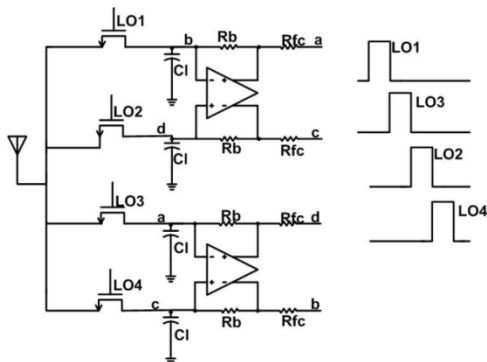 LO1 b Rb Rfc a LO1
Cl
- +
+ -
LO3
LO2 d Cl Rb Rfc c
LO2
LO3 a Rb Rfc d LO4
Cl
- +
+ -
LO4 c Cl Rb Rfc b